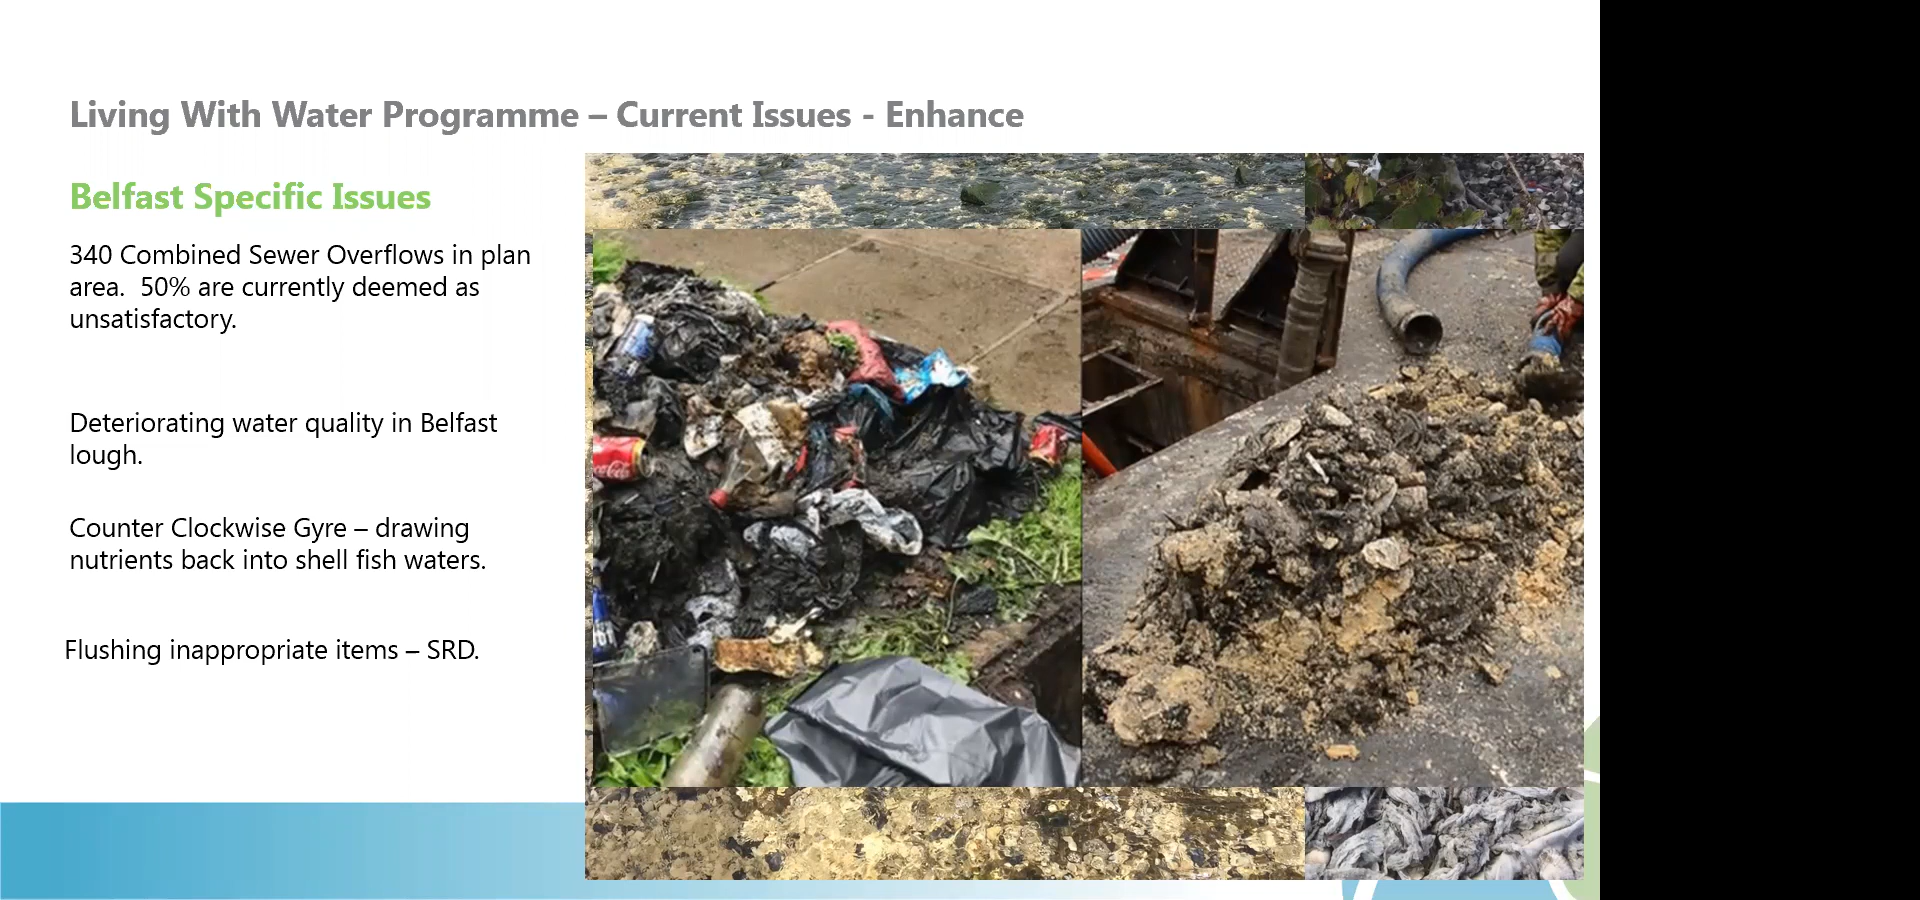 Living With Water Programme – Current Issues - Enhance
Belfast Specific Issues
340 Combined Sewer Overflows in plan
area.  50% are currently deemed as
unsatisfactory.
Deteriorating water quality in Belfast
lough.
Counter Clockwise Gyre – drawing
nutrients back into shell fish waters.
Flushing inappropriate items – SRD.